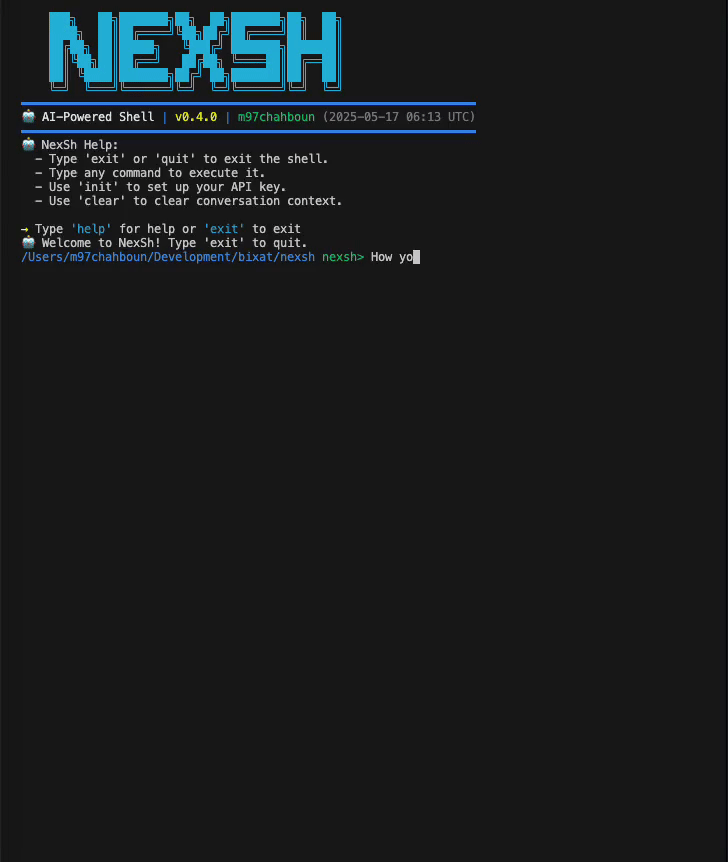 NEXSH
🤖 AI-Powered Shell | v0.4.0 | m97chahboun (2025-05-17 06:13 UTC)
🤖 NexSh Help:
- Type 'exit' or 'quit' to exit the shell.
- Type any command to execute it.
- Use 'init' to set up your API key.
- Use 'clear' to clear conversation context.
→ Type 'help' for help or 'exit' to exit
🤖 Welcome to NexSh! Type 'exit' to quit.
/Users/m97chahboun/Development/bixat/nexsh nexsh> How yo